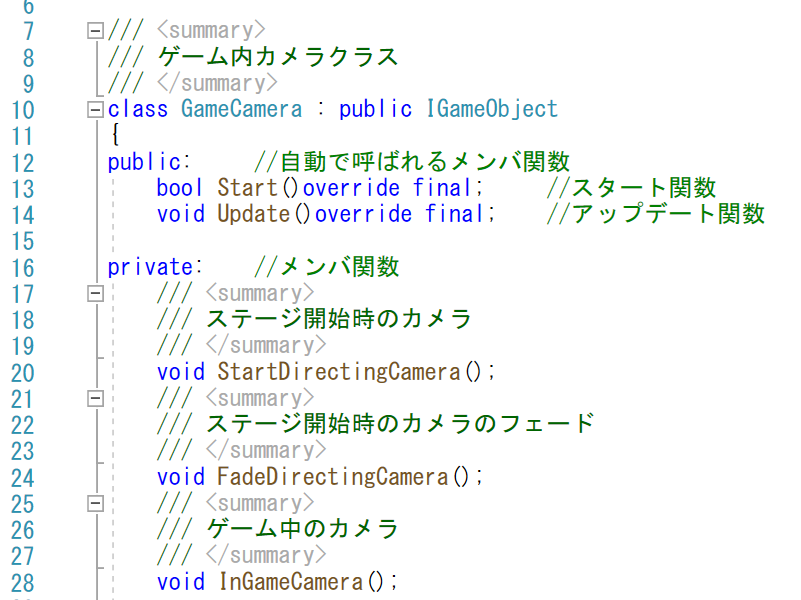 6
7 /// <summary>
8 /// ゲーム内カメラクラス
9 /// </summary>
10 class GameCamera : public IGameObject
11 {
12 public:     //自動で呼ばれるメンバ関数
13     bool Start()override final;     //スタート関数
14     void Update()override final;    //アップデート関数
15
16 private:    //メンバ関数
17     /// <summary>
18     /// ステージ開始時のカメラ
19     /// </summary>
20     void StartDirectingCamera();
21     /// <summary>
22     /// ステージ開始時のカメラのフェード
23     /// </summary>
24     void FadeDirectingCamera();
25     /// <summary>
26     /// ゲーム中のカメラ
27     /// </summary>
28     void InGameCamera();